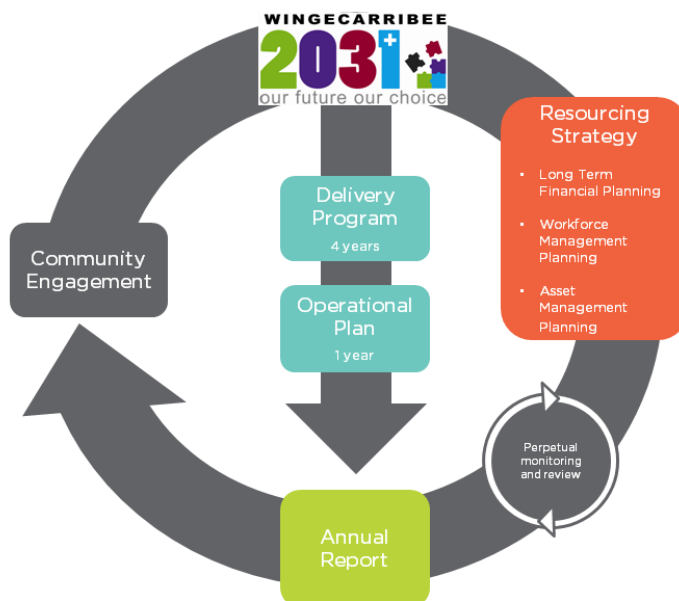 WINGECARRIBEE
2031+
our future our choice
Resourcing
Strategy
▪ Long Term
Financial Planning
▪ Workforce
Management
Planning
▪ Asset
Management
Planning
Delivery
Program
4 years
Community
Engagement
Operational
Plan
1 year
Perpetual
monitoring
and review
Annual
Report